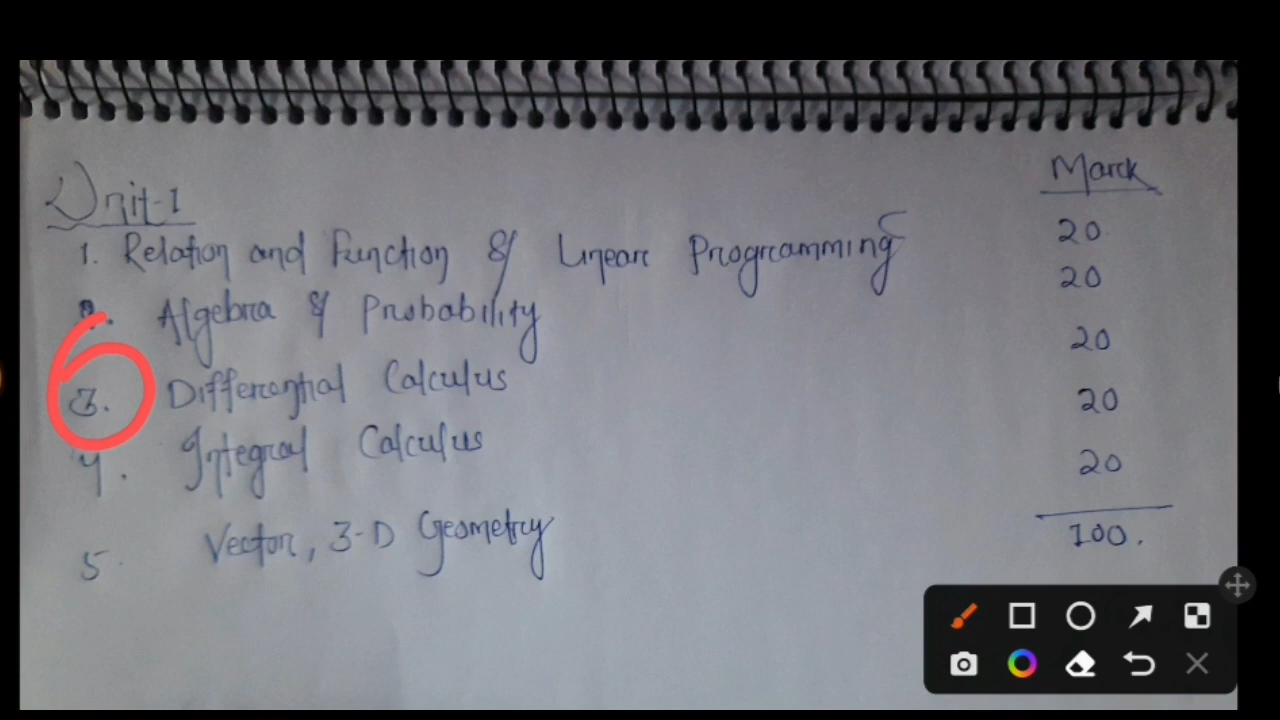 Unit-1
Marck
1. Relation and Function & Linear Programming 20
2. Algebra & Probability 20
3. Differential Calculus 20
4. Integral Calculus 20
5. Vector, 3-D Geometry 20
100.